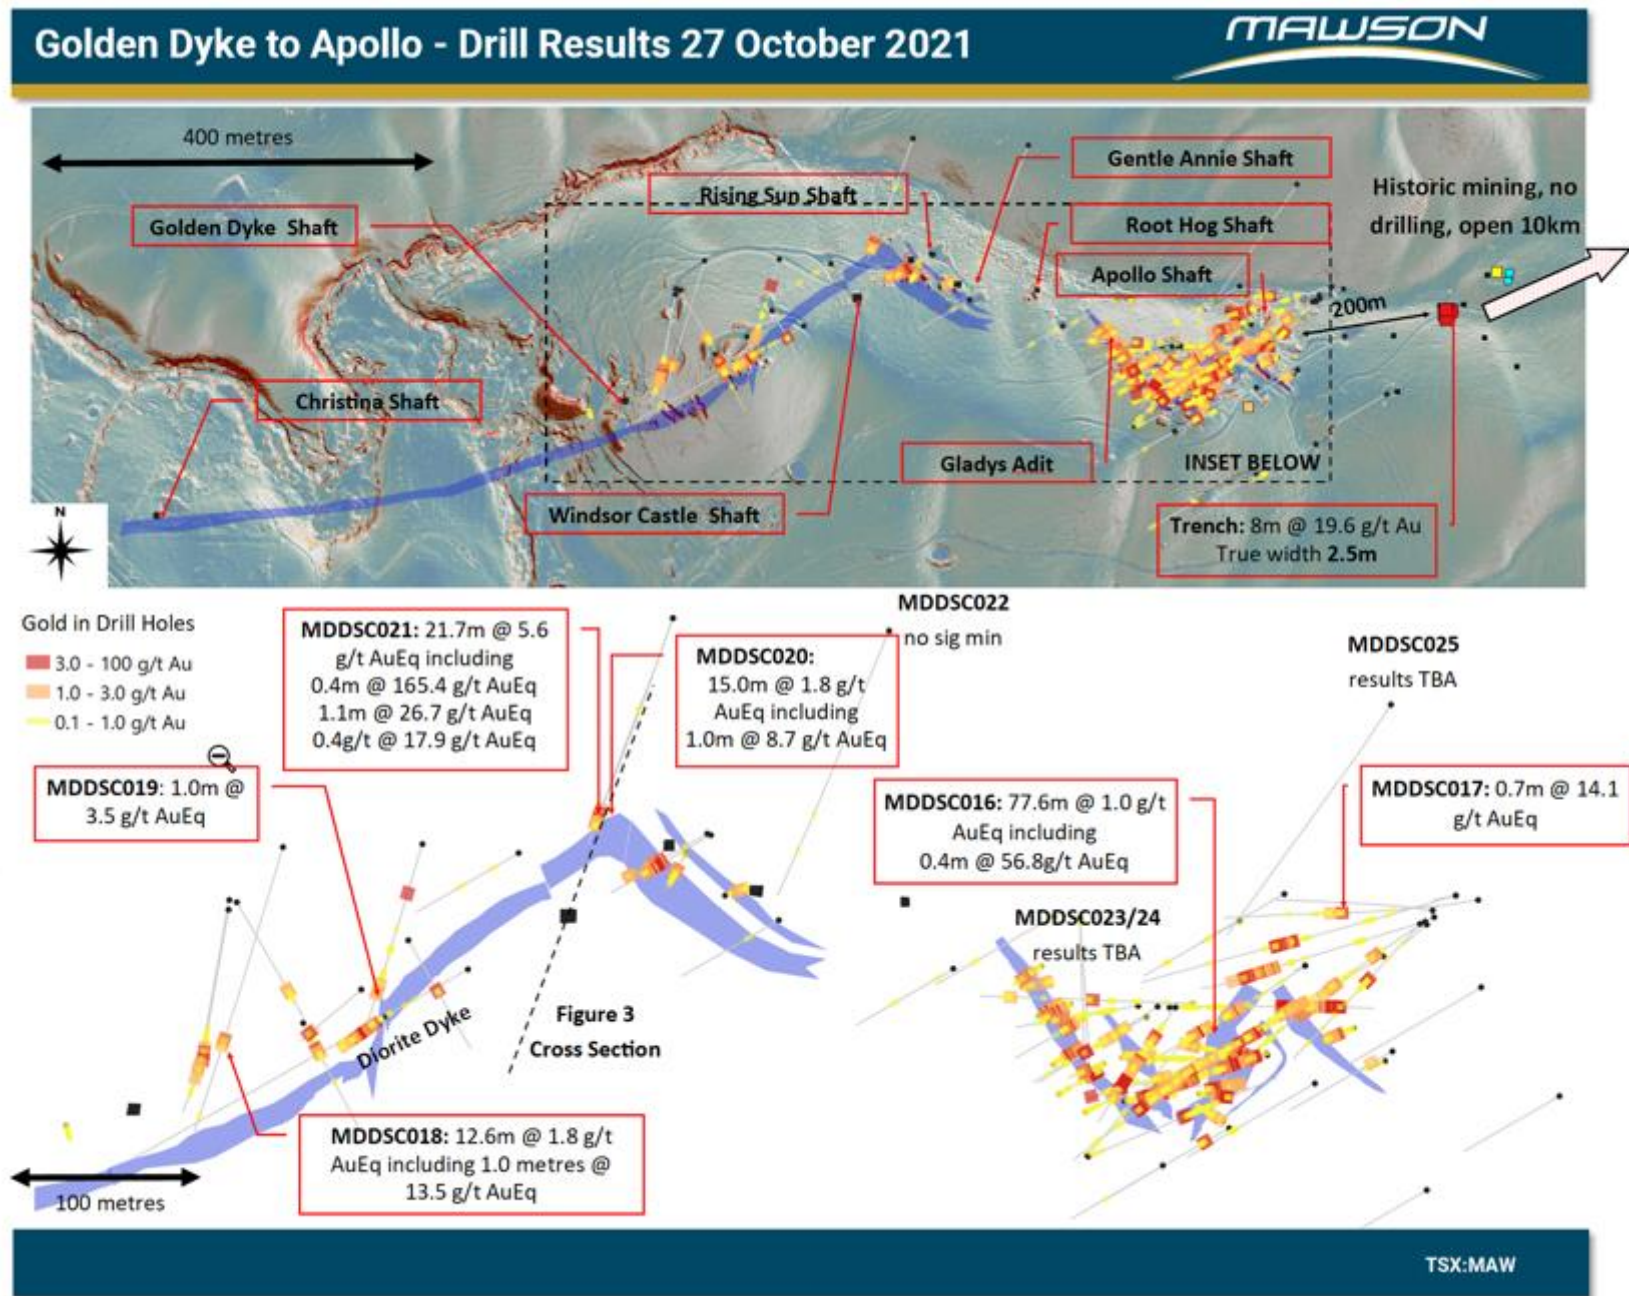 Golden Dyke to Apollo - Drill Results 27 October 2021
MAWSON
400 metres
Gentle Annie Shaft
Rising Sun Shaft
Historic mining, no
drilling, open 10km
Golden Dyke Shaft
Root Hog Shaft
Apollo Shaft
200m
Christina Shaft
Gladys Adit
INSET BELOW
Windsor Castle Shaft
Trench: 8m @ 19.6 g/t Au
True width 2.5m
N
Gold in Drill Holes
3.0 - 100 g/t Au
1.0 - 3.0 g/t Au
0.1 - 1.0 g/t Au
MDDSC021: 21.7m @ 5.6
g/t AuEq including
0.4m @ 165.4 g/t AuEq
1.1m @ 26.7 g/t AuEq
0.4g/t @ 17.9 g/t AuEq
MDDSC020:
15.0m @ 1.8 g/t
AuEq including
1.0m @ 8.7 g/t AuEq
MDDSC022
no sig min
MDDSC025
results TBA
MDDSC019: 1.0m @
3.5 g/t AuEq
MDDSC016: 77.6m @ 1.0 g/t
AuEq including
0.4m @ 56.8g/t AuEq
MDDSC017: 0.7m @ 14.1
g/t AuEq
MDDSC023/24
results TBA
Diorite Dyke
Figure 3
Cross Section
MDDSC018: 12.6m @ 1.8 g/t
AuEq including 1.0 metres @
13.5 g/t AuEq
100 metres
TSX:MAW